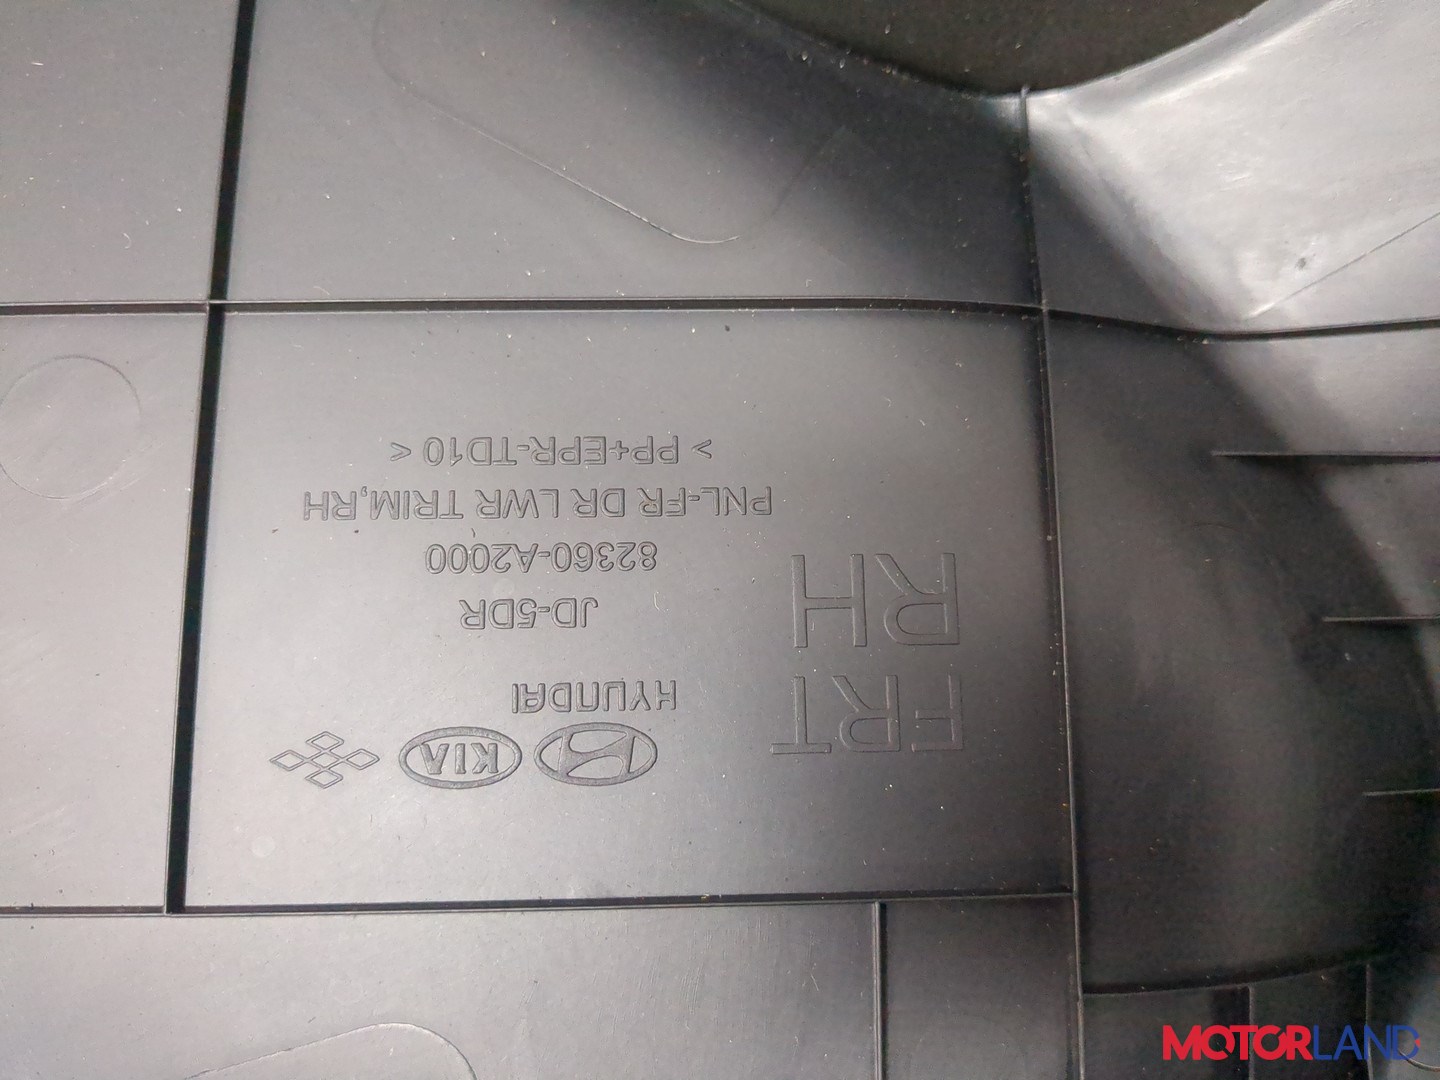 FRT
RH
KIA
HYUNDAI
JD-5DR
82360-A2000
PNL-FR DR LWR TRIM,RH
> PP+EPR-TD10 <
MOTORLAND